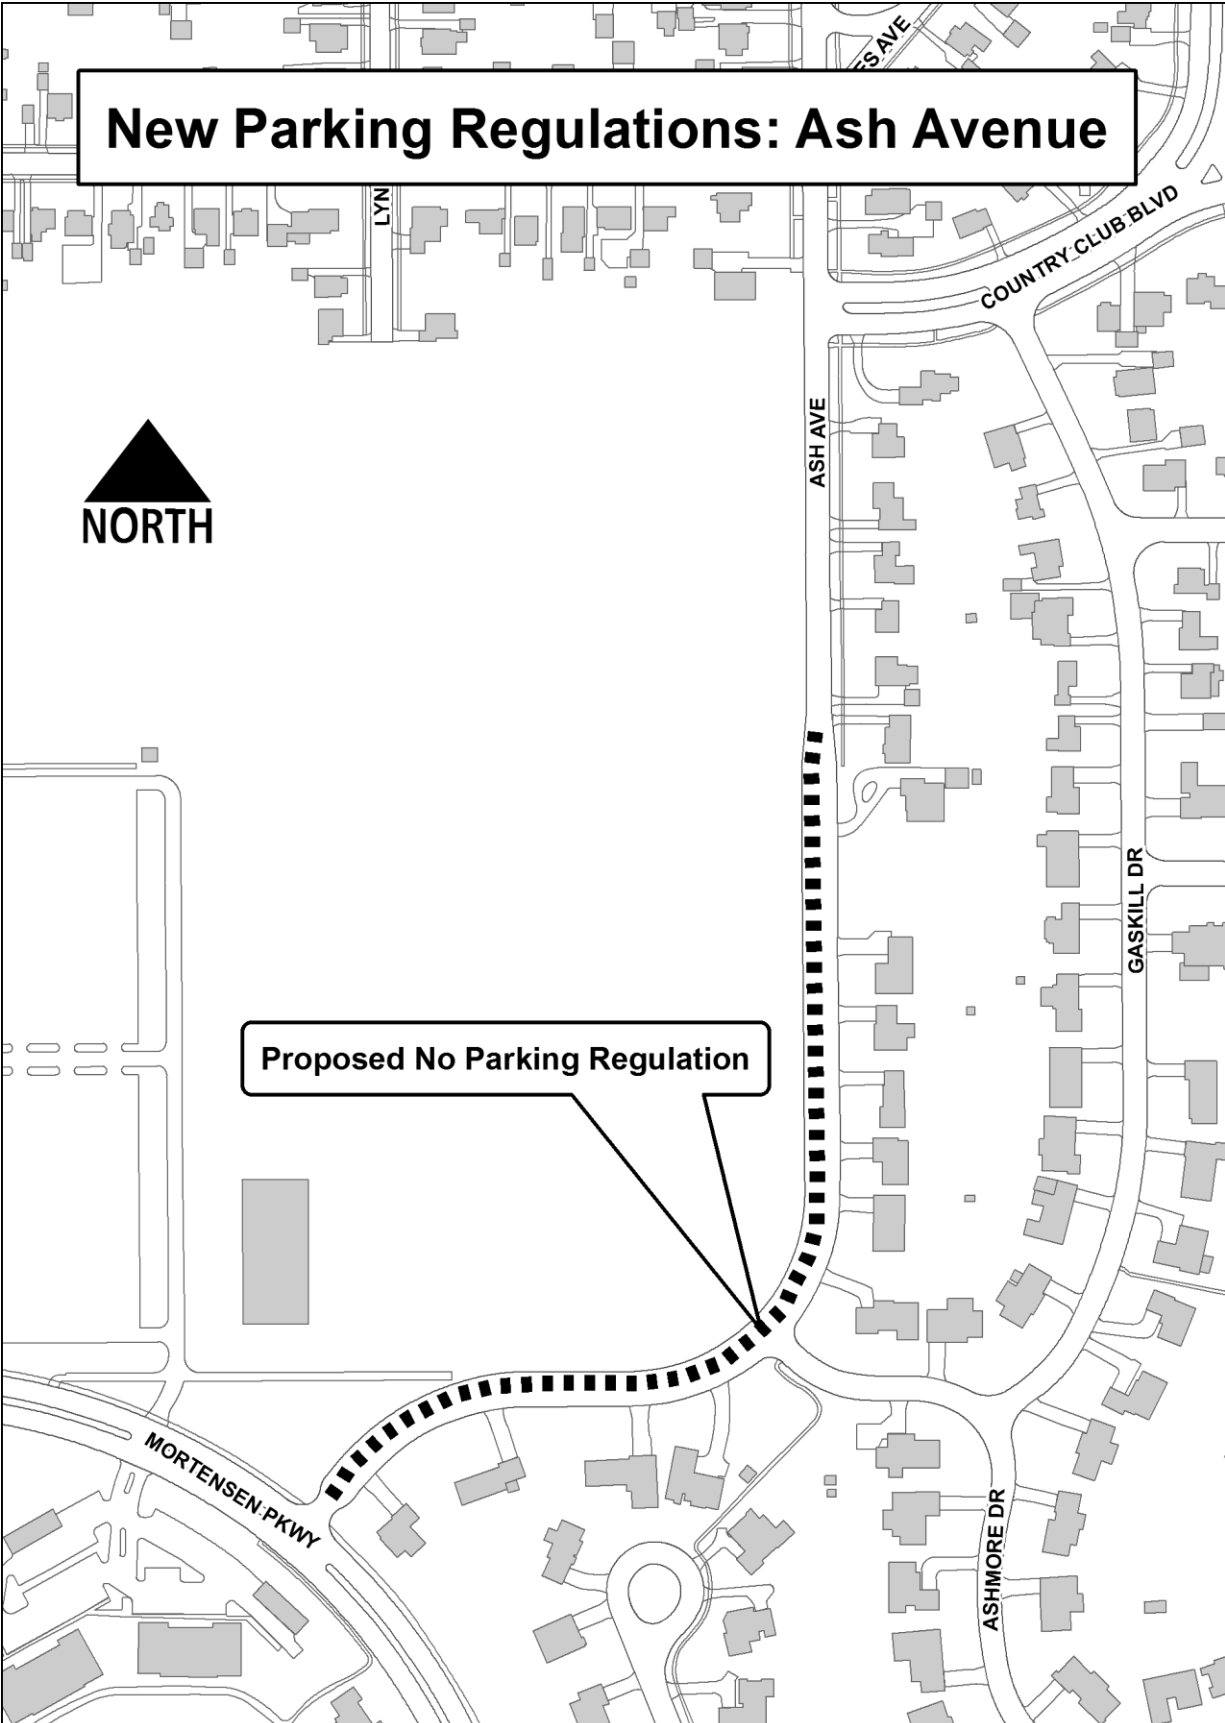 New Parking Regulations: Ash Avenue
COUNTRY CLUB BLVD
ASH AVE
NORTH
GASKILL DR
Proposed No Parking Regulation
MORTENSEN PKWY
ASHMORE DR